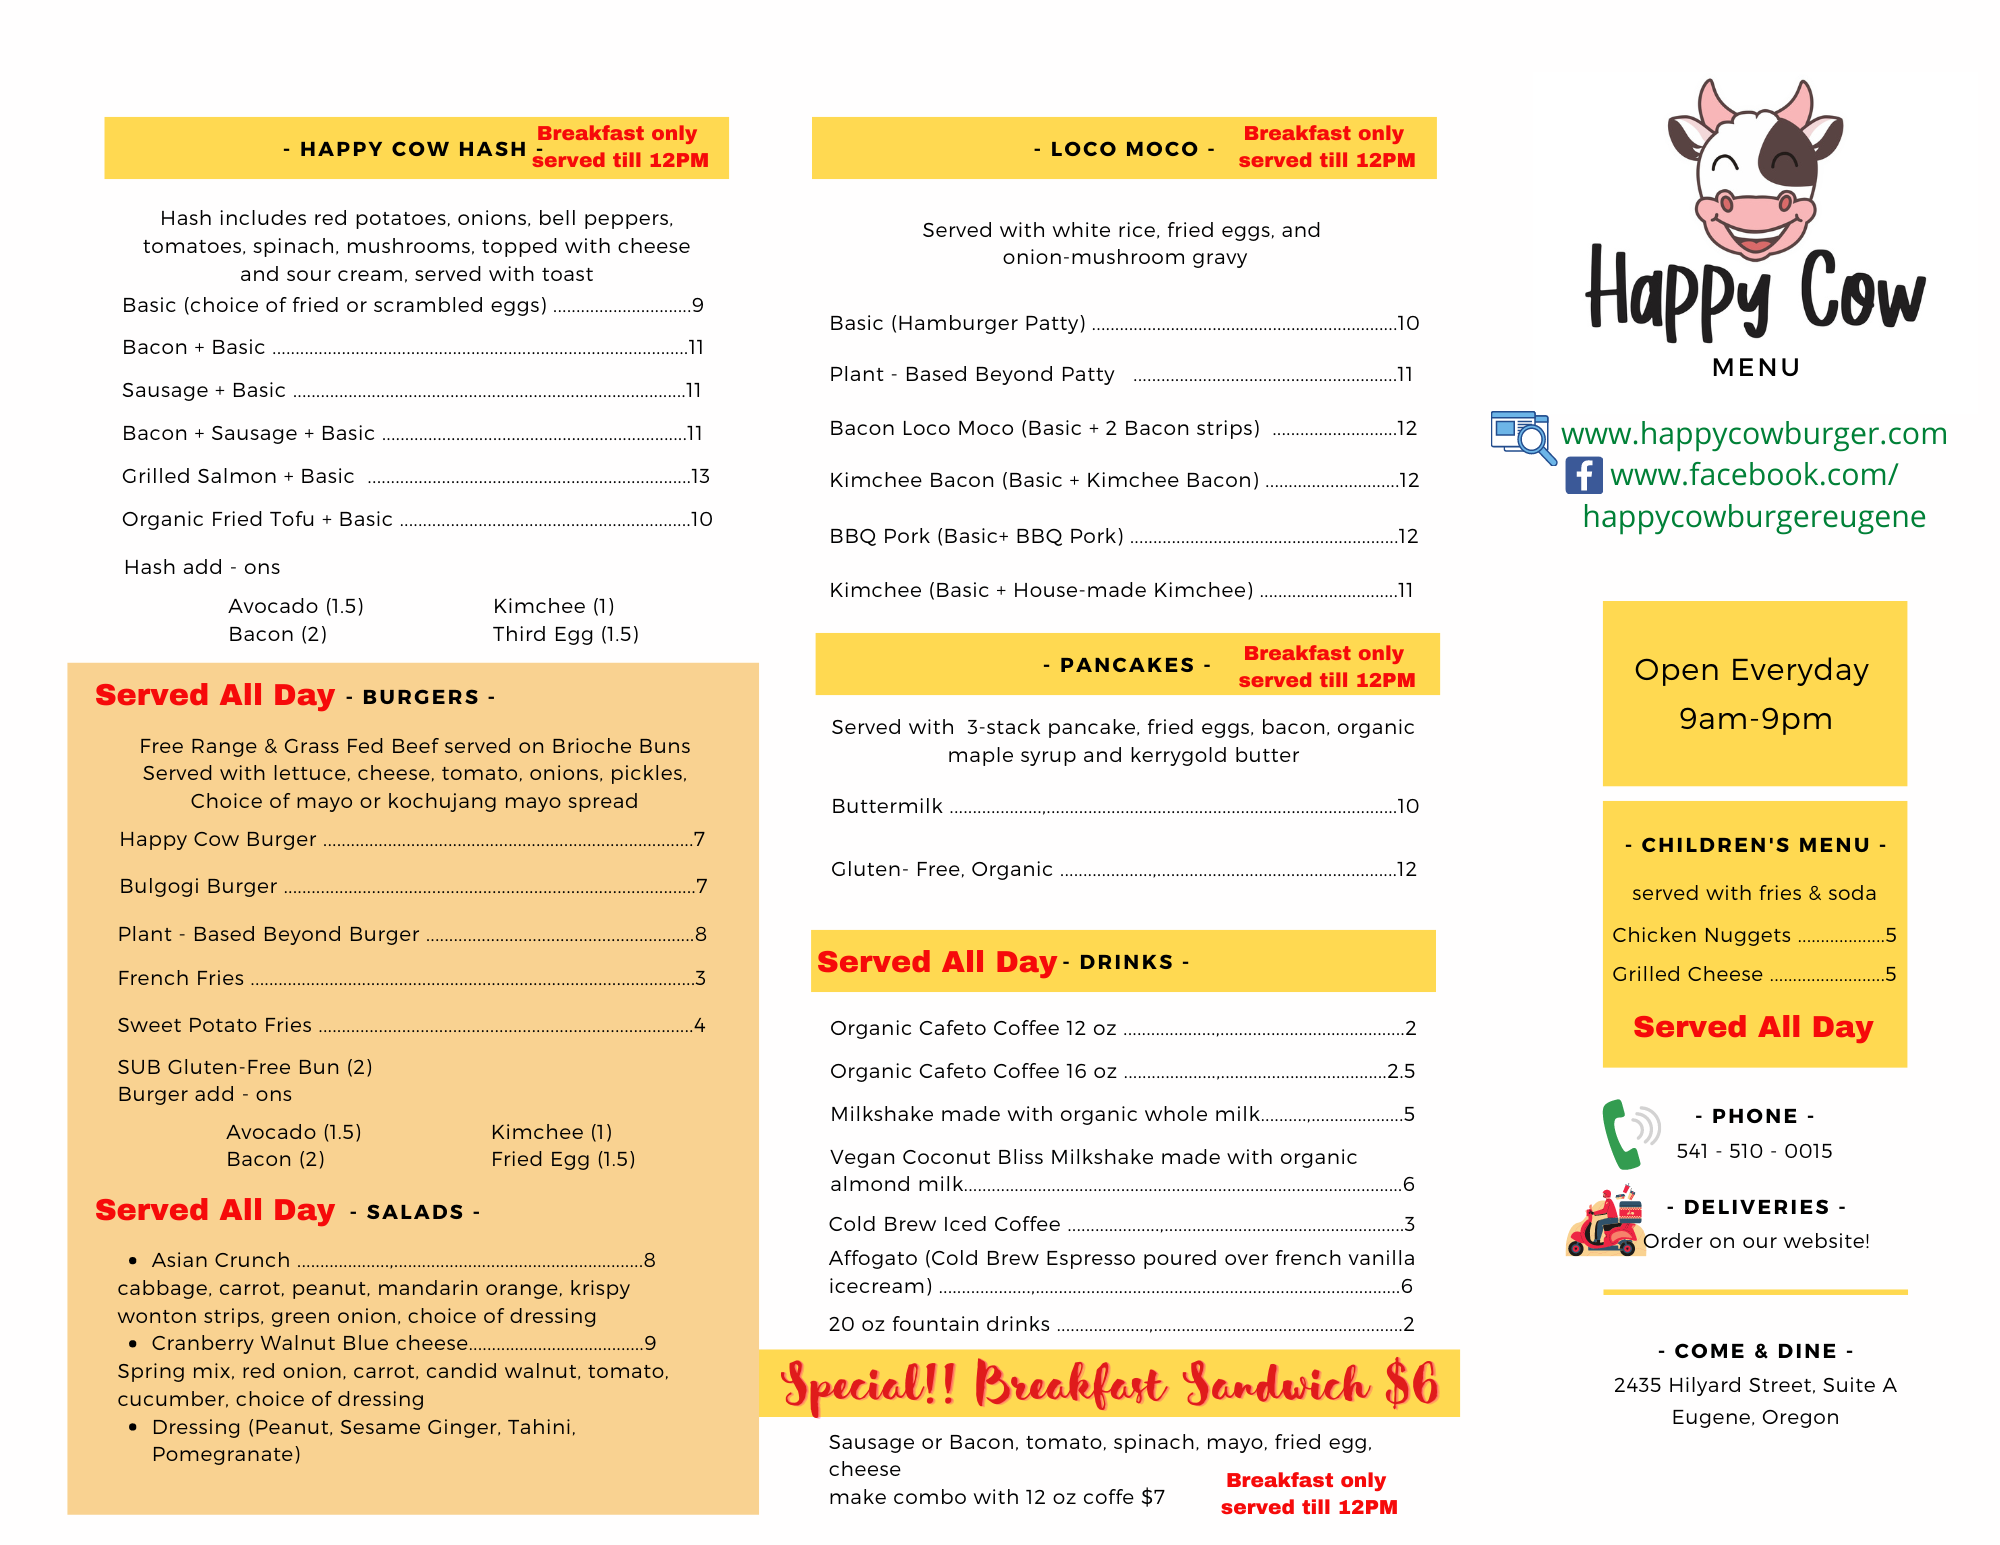 - HAPPY COW HASH -
Breakfast only
served till 12PM
Hash includes red potatoes, onions, bell peppers,
tomatoes, spinach, mushrooms, topped with cheese
and sour cream, served with toast
Basic (choice of fried or scrambled eggs) ..............................9
Bacon + Basic ..........................................................................................11
Sausage + Basic .....................................................................................11
Bacon + Sausage + Basic ..................................................................11
Grilled Salmon + Basic ......................................................................13
Organic Fried Tofu + Basic ...............................................................10
Hash add - ons
Avocado (1.5) Kimchee (1)
Bacon (2) Third Egg (1.5)
Served All Day - BURGERS -
Free Range & Grass Fed Beef served on Brioche Buns
Served with lettuce, cheese, tomato, onions, pickles,
Choice of mayo or kochujang mayo spread
Happy Cow Burger ................................................................................7
Bulgogi Burger .........................................................................................7
Plant - Based Beyond Burger ..........................................................8
French Fries ................................................................................................3
Sweet Potato Fries .................................................................................4
SUB Gluten-Free Bun (2)
Burger add - ons
Avocado (1.5) Kimchee (1)
Bacon (2) Fried Egg (1.5)
Served All Day - SALADS -
• Asian Crunch ....................,......................................................8
cabbage, carrot, peanut, mandarin orange, krispy
wonton strips, green onion, choice of dressing
• Cranberry Walnut Blue cheese......................................9
Spring mix, red onion, carrot, candid walnut, tomato,
cucumber, choice of dressing
• Dressing (Peanut, Sesame Ginger, Tahini,
Pomegranate)
- LOCO MOCO -
Breakfast only
served till 12PM
Served with white rice, fried eggs, and
onion-mushroom gravy
Basic (Hamburger Patty) ..................................................................10
Plant - Based Beyond Patty .........................................................11
Bacon Loco Moco (Basic + 2 Bacon strips) ...........................12
Kimchee Bacon (Basic + Kimchee Bacon) .............................12
BBQ Pork (Basic+ BBQ Pork) ..........................................................12
Kimchee (Basic + House-made Kimchee) ..............................11
- PANCAKES -
Breakfast only
served till 12PM
Served with 3-stack pancake, fried eggs, bacon, organic
maple syrup and kerrygold butter
Buttermilk ....................,............................................................................10
Gluten- Free, Organic ....................,....................................................12
Served All Day - DRINKS -
Organic Cafeto Coffee 12 oz ....................,........................................2
Organic Cafeto Coffee 16 oz ....................,....................................2.5
Milkshake made with organic whole milk..........,....................5
Vegan Coconut Bliss Milkshake made with organic
almond milk...............................................................................................6
Cold Brew Iced Coffee ....................,....................................................3
Affogato (Cold Brew Espresso poured over french vanilla
icecream) ....................,...............................................................................6
20 oz fountain drinks ....................,......................................................2
Special!! Breakfast Sandwich $6
Sausage or Bacon, tomato, spinach, mayo, fried egg,
cheese
make combo with 12 oz coffe $7
Breakfast only
served till 12PM
Happy Cow
MENU
www.happycowburger.com
f www.facebook.com/
happycowburgereugene
Open Everyday
9am-9pm
- CHILDREN'S MENU -
served with fries & soda
Chicken Nuggets ...................5
Grilled Cheese .........................5
Served All Day
- PHONE -
541 - 510 - 0015
- DELIVERIES -
Order on our website!
- COME & DINE -
2435 Hilyard Street, Suite A
Eugene, Oregon